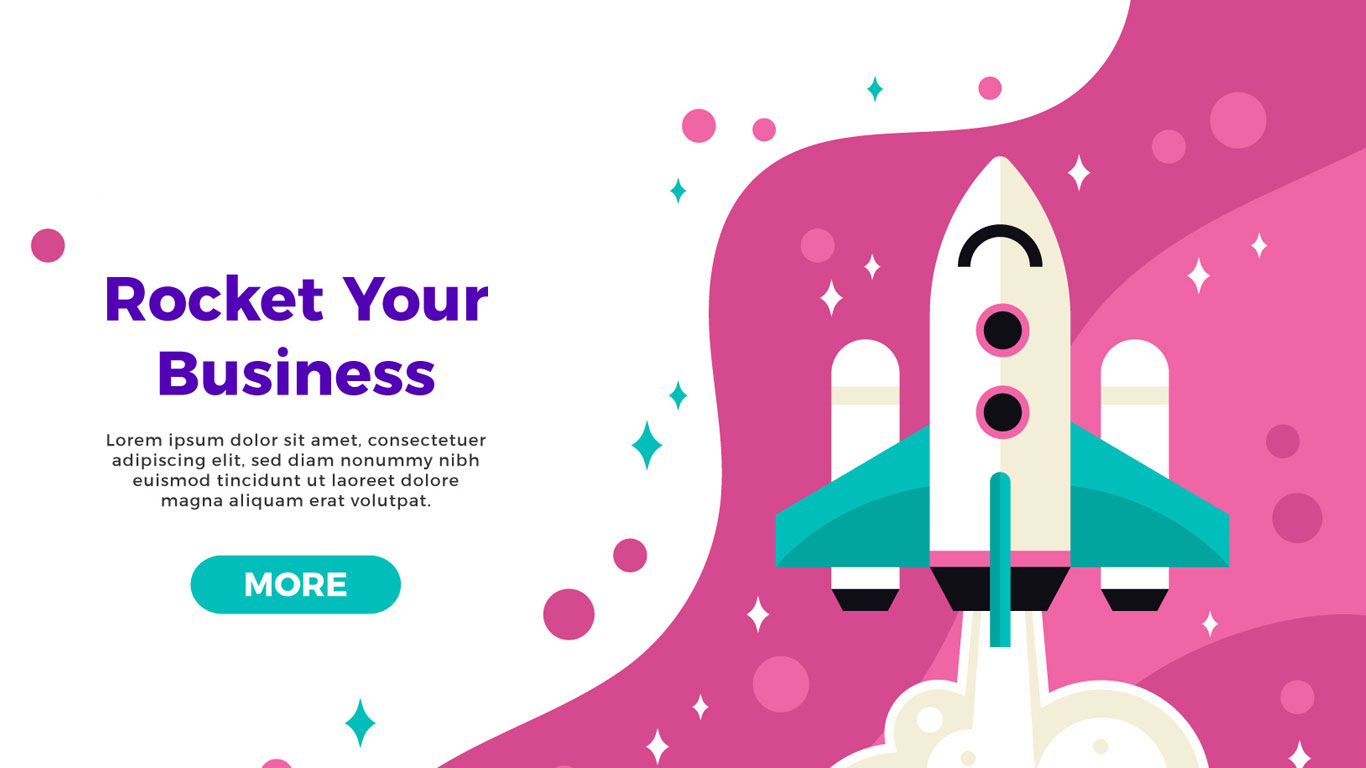 Rocket Your
Business
Lorem ipsum dolor sit amet, consectetuer
adipiscing elit, sed diam nonummy nibh
euismod tincidunt ut laoreet dolore
magna aliquam erat volutpat.
MORE